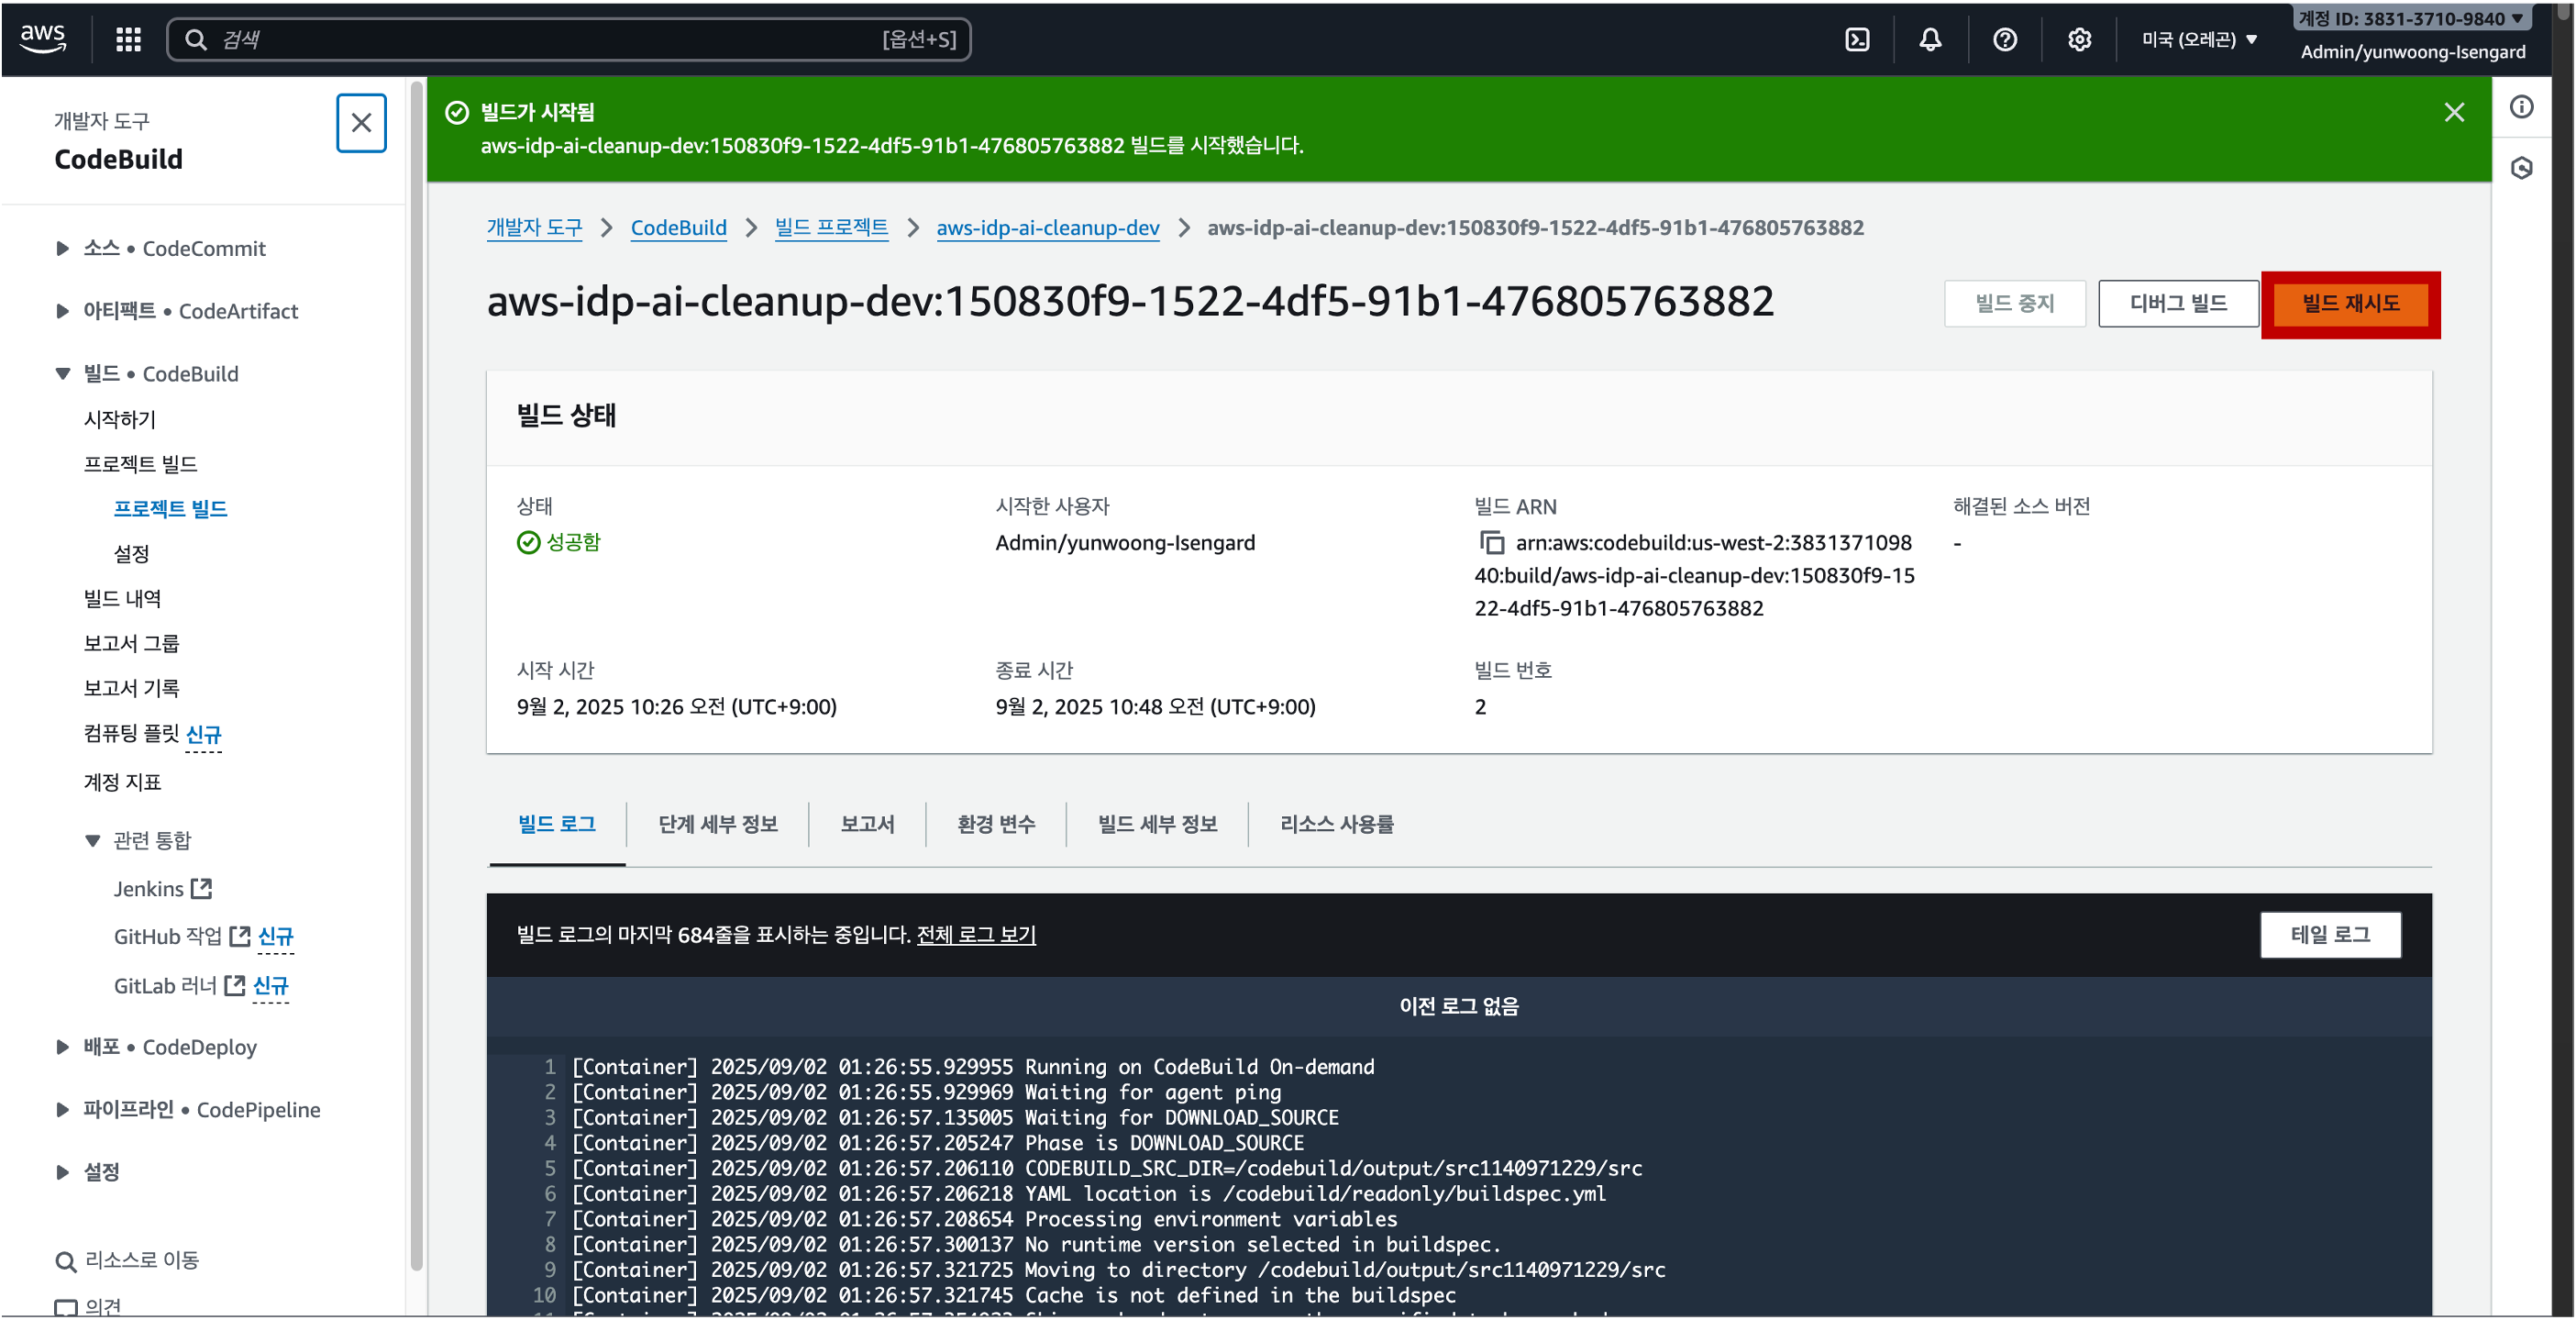 aws
검색
[옵션+S]
미국 (오레곤) ▼
계정 ID: 3831-3710-9840 ▼
Admin/yunwoong-Isengard
개발자 도구
CodeBuild
소스 • CodeCommit
아티팩트 • CodeArtifact
빌드 • CodeBuild
시작하기
프로젝트 빌드
프로젝트 빌드
설정
빌드 내역
보고서 그룹
보고서 기록
컴퓨팅 플릿 신규
계정 지표
관련 통합
Jenkins
GitHub 작업 신규
GitLab 러너 신규
배포 • CodeDeploy
파이프라인 • CodePipeline
설정
리소스로 이동
의견
빌드가 시작됨
aws-idp-ai-cleanup-dev:150830f9-1522-4df5-91b1-476805763882 빌드를 시작했습니다.
개발자 도구 > CodeBuild > 빌드 프로젝트 > aws-idp-ai-cleanup-dev > aws-idp-ai-cleanup-dev:150830f9-1522-4df5-91b1-476805763882
aws-idp-ai-cleanup-dev:150830f9-1522-4df5-91b1-476805763882
빌드 중지
디버그 빌드
빌드 재시도
빌드 상태
상태
성공함
시작한 사용자
Admin/yunwoong-Isengard
빌드 ARN
arn:aws:codebuild:us-west-2:3831371098
40:build/aws-idp-ai-cleanup-dev:150830f9-15
22-4df5-91b1-476805763882
해결된 소스 버전
-
시작 시간
9월 2, 2025 10:26 오전 (UTC+9:00)
종료 시간
9월 2, 2025 10:48 오전 (UTC+9:00)
빌드 번호
2
빌드 로그
단계 세부 정보
보고서
환경 변수
빌드 세부 정보
리소스 사용률
빌드 로그의 마지막 684줄을 표시하는 중입니다. 전체 로그 보기
테일 로그
이전 로그 없음
1 [Container] 2025/09/02 01:26:55.929955 Running on CodeBuild On-demand
2 [Container] 2025/09/02 01:26:55.929969 Waiting for agent ping
3 [Container] 2025/09/02 01:26:57.135005 Waiting for DOWNLOAD_SOURCE
4 [Container] 2025/09/02 01:26:57.205247 Phase is DOWNLOAD_SOURCE
5 [Container] 2025/09/02 01:26:57.206110 CODEBUILD_SRC_DIR=/codebuild/output/src1140971229/src
6 [Container] 2025/09/02 01:26:57.206218 YAML location is /codebuild/readonly/buildspec.yml
7 [Container] 2025/09/02 01:26:57.208654 Processing environment variables
8 [Container] 2025/09/02 01:26:57.300137 No runtime version selected in buildspec.
9 [Container] 2025/09/02 01:26:57.321725 Moving to directory /codebuild/output/src1140971229/src
10 [Container] 2025/09/02 01:26:57.321745 Cache is not defined in the buildspec